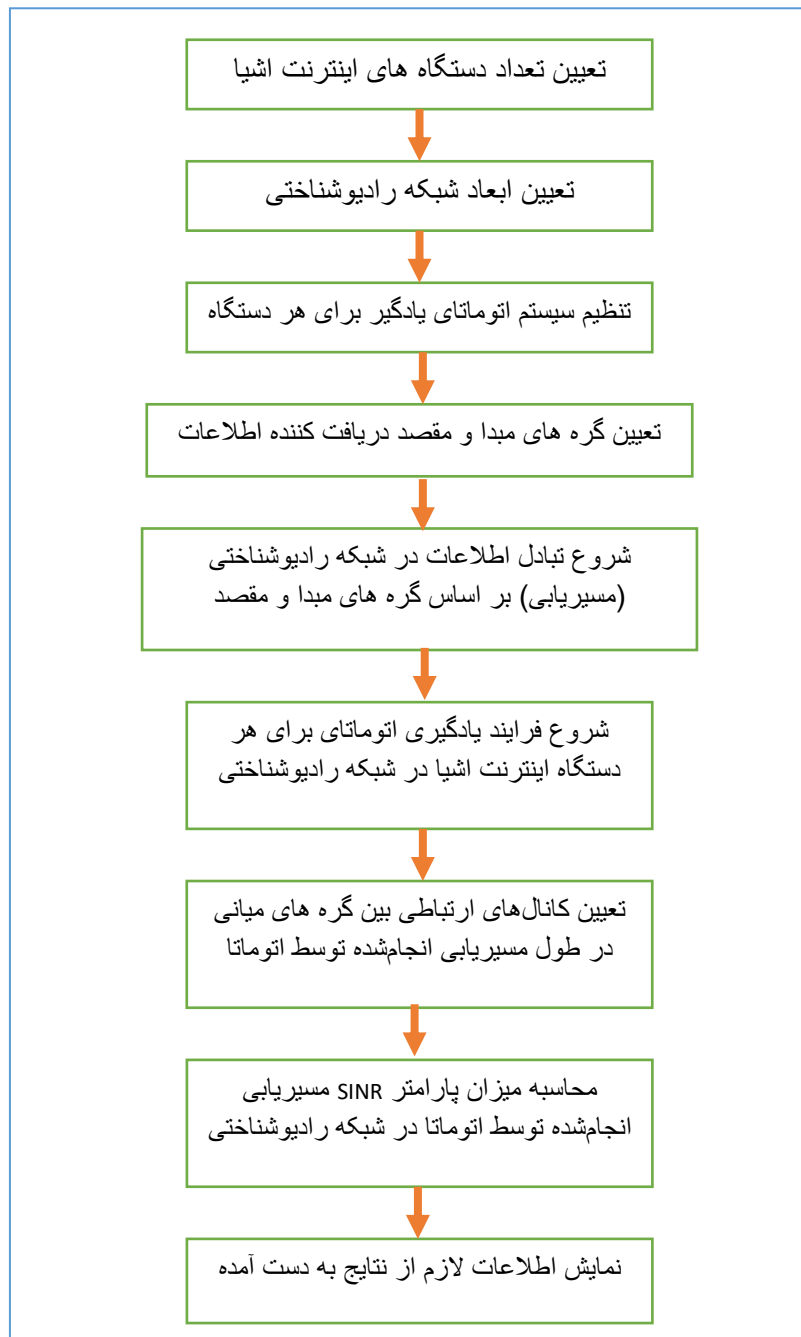 تعیین تعداد دستگاه های اینترنت اشیا
تعیین ابعاد شبکه رادیوشناختی
تنظیم سیستم اتوماتای یادگیر برای هر دستگاه
تعیین گره های مبدا و مقصد دریافت کننده اطلاعات
شروع تبادل اطلاعات در شبکه رادیوشناختی
(مسیریابی) بر اساس گره های مبدا و مقصد
شروع فرایند یادگیری اتوماتای برای هر
دستگاه اینترنت اشیا در شبکه رادیوشناختی
تعیین کانال‌های ارتباطی بین گره های میانی
در طول مسیریابی انجام‌شده توسط اتوماتا
محاسبه میزان پارامتر SINR مسیریابی
انجام‌شده توسط اتوماتا در شبکه رادیوشناختی
نمایش اطلاعات لازم از نتایج به دست آمده